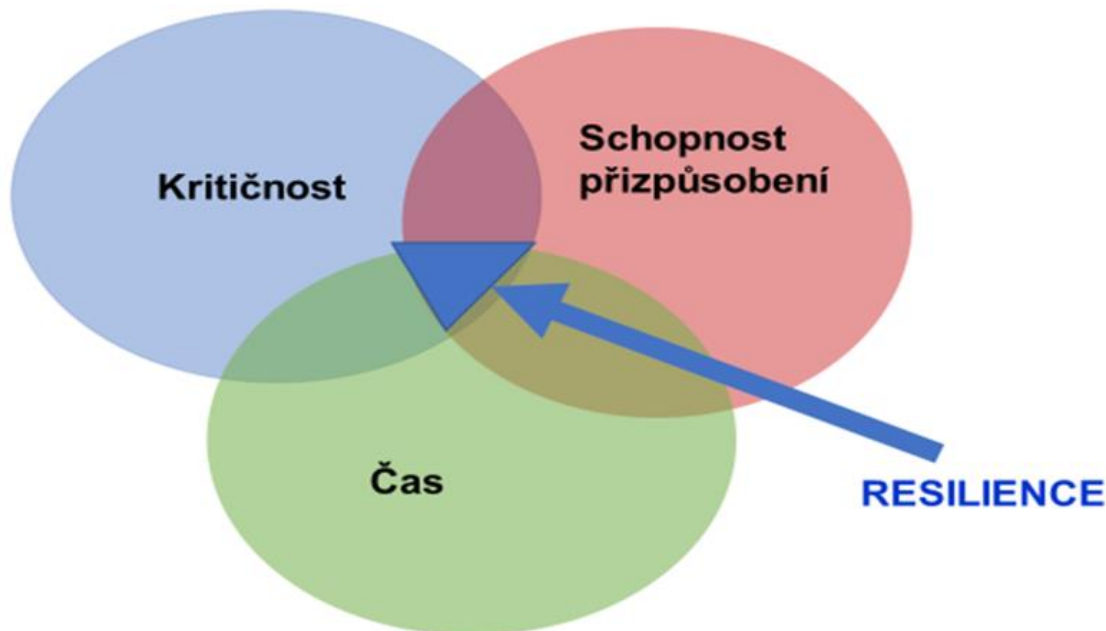 Schopnost
přizpůsobení
Kritičnost
Čas
RESILIENCE